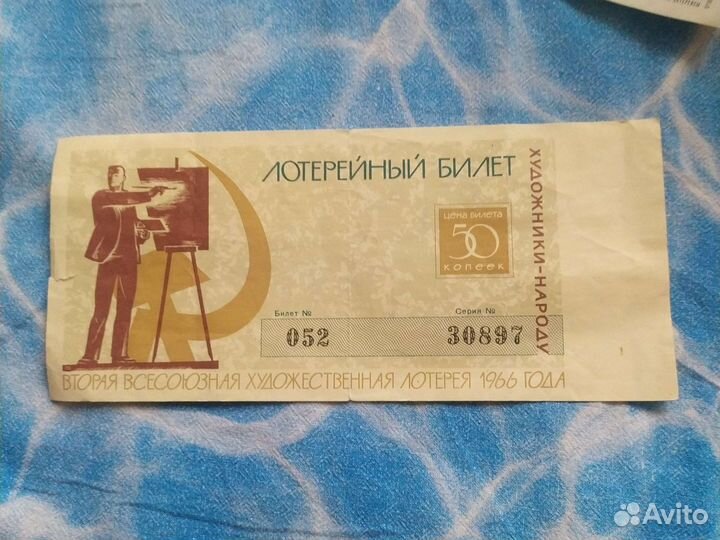 ЛОТЕРЕЙНЫЙ БИЛЕТ
цена билета
50
копеек
ХУДОЖНИКИ-НАРОДУ
Билет № Серия №
052 30897
ВТОРАЯ ВСЕСОЮЗНАЯ ХУДОЖЕСТВЕННАЯ ЛОТЕРЕЯ 1966 ГОДА
Avito